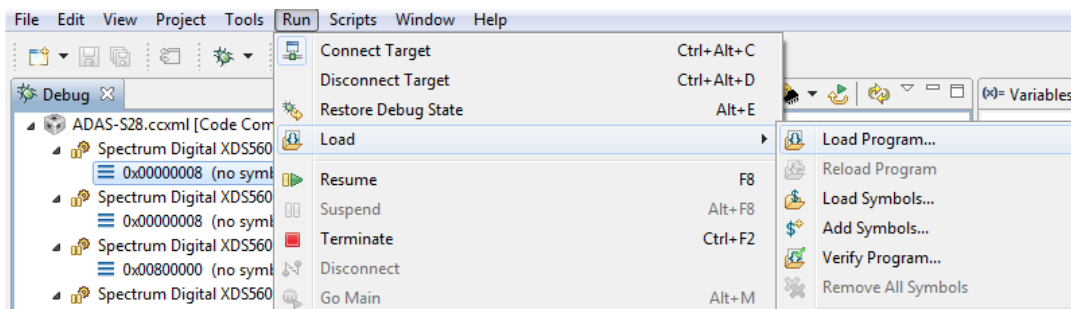 File Edit View Project Tools Run Scripts Window Help
Connect Target Ctrl+Alt+C
Disconnect Target Ctrl+Alt+D
Debug (x)= Variables
Restore Debug State Alt+E
ADAS-S28.ccxml [Code Com
Load Load Program...
Spectrum Digital XDS560
0x00000008 (no symb
Reload Program
Resume F8
Spectrum Digital XDS560
Load Symbols...
Suspend Alt+F8
0x00000008 (no symb
Add Symbols...
Terminate Ctrl+F2
Spectrum Digital XDS560
Verify Program...
Disconnect
0x00800000 (no symb
Remove All Symbols
Spectrum Digital XDS560
Go Main Alt+M